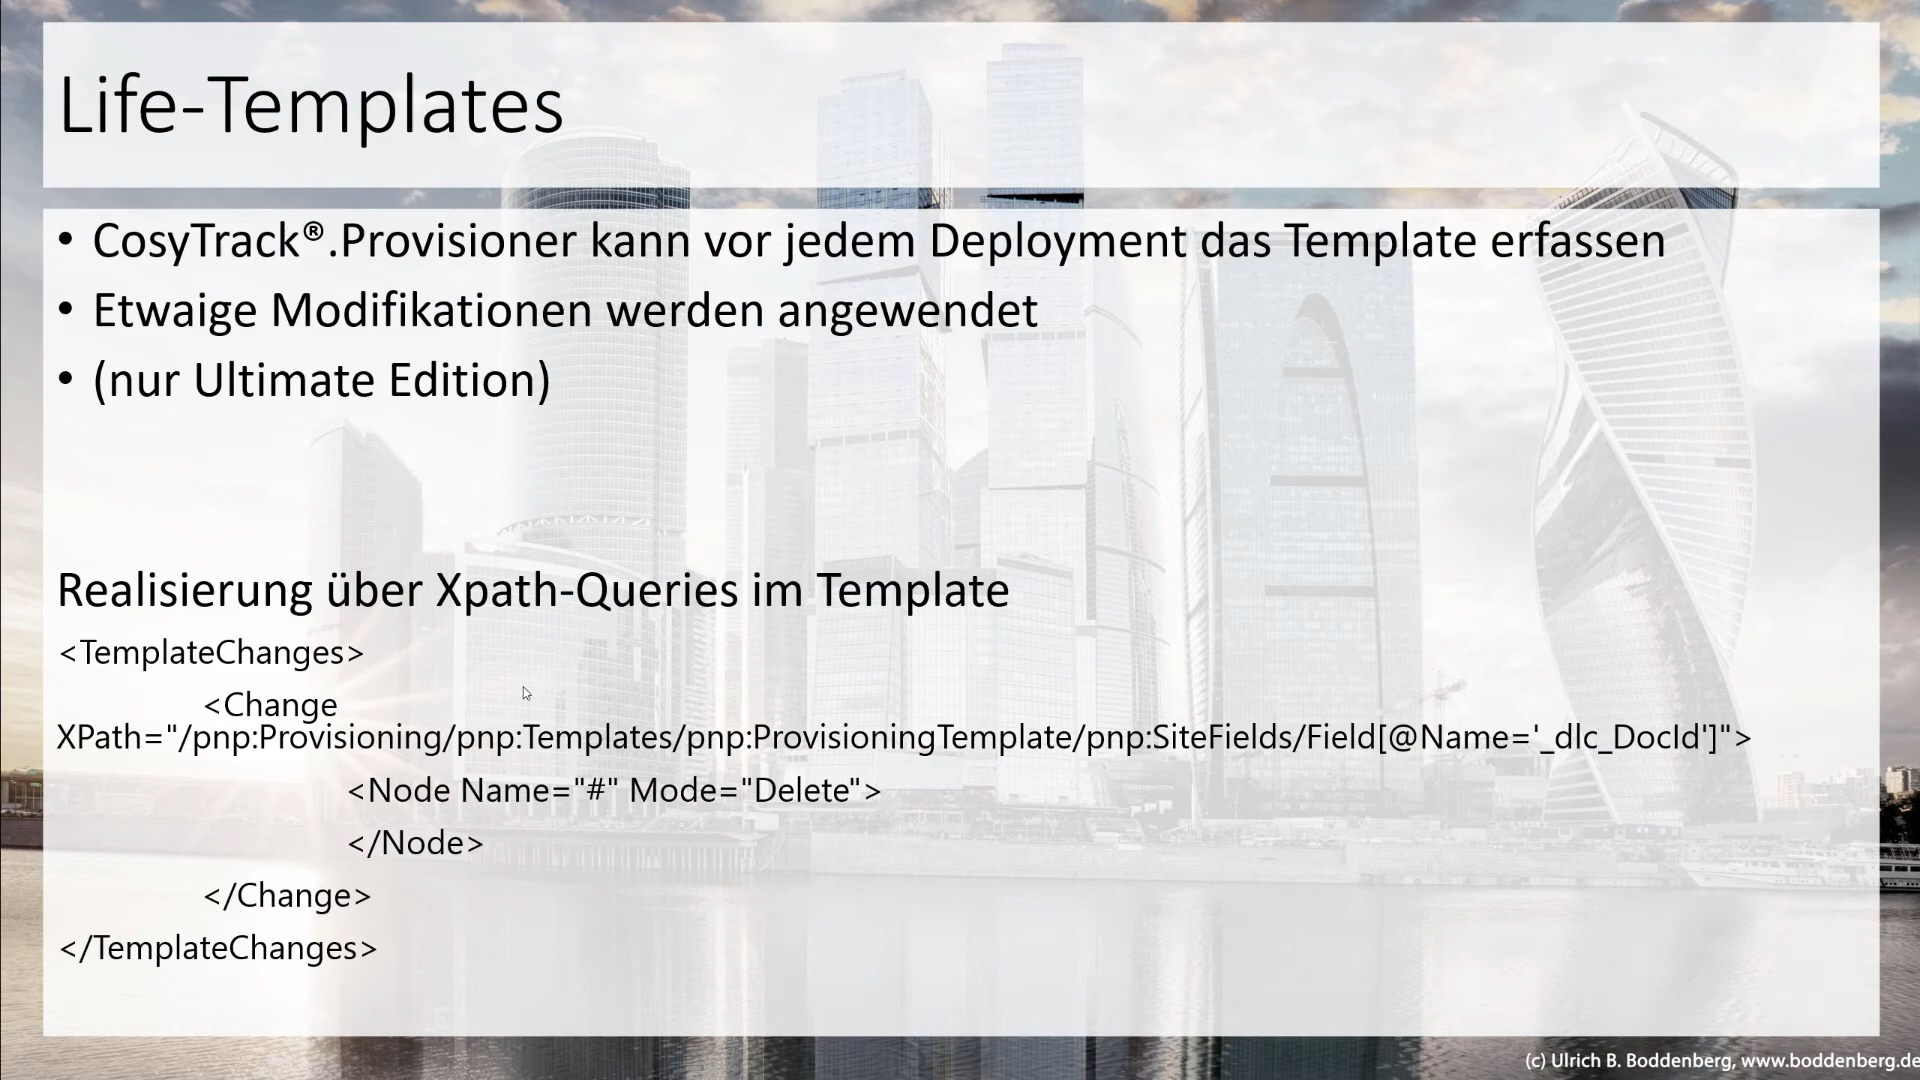 Life-Templates
• CosyTrack®.Provisioner kann vor jedem Deployment das Template erfassen
• Etwaige Modifikationen werden angewendet
• (nur Ultimate Edition)
Realisierung über Xpath-Queries im Template
<TemplateChanges>
<Change
XPath="/pnp:Provisioning/pnp:Templates/pnp:ProvisioningTemplate/pnp:SiteFields/Field[@Name='_dlc_DocId']">
<Node Name="#" Mode="Delete">
</Node>
</Change>
</TemplateChanges>
(c) Ulrich B. Boddenberg, www.boddenberg.de